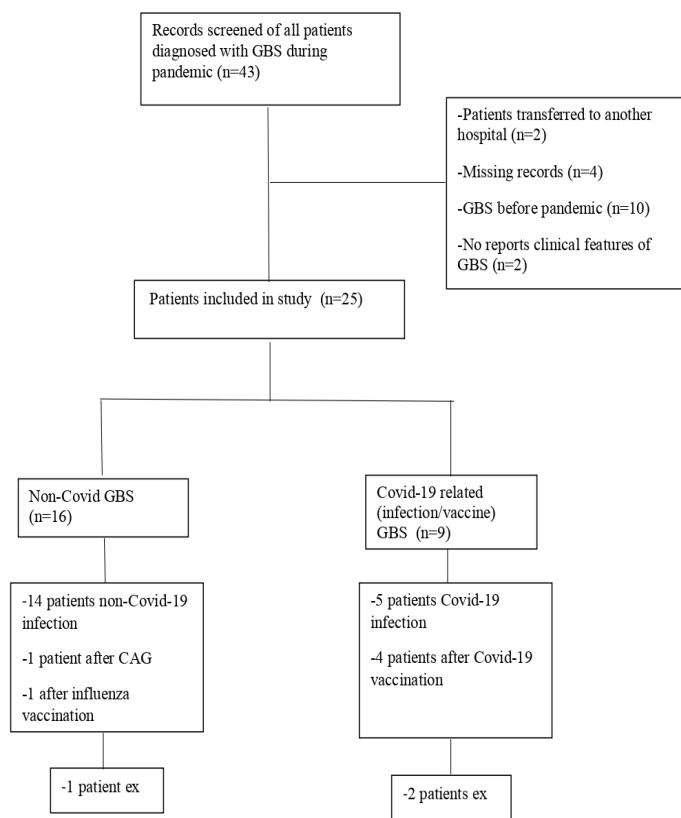 Records screened of all patients
diagnosed with GBS during
pandemic (n=43)
-Patients transferred to another
hospital (n=2)
-Missing records (n=4)
-GBS before pandemic (n=10)
-No reports clinical features of
GBS (n=2)
Patients included in study (n=25)
Non-Covid GBS
(n=16)
Covid-19 related
(infection/vaccine)
GBS (n=9)
-14 patients non-Covid-19
infection
-1 patient after CAG
-1 after influenza
vaccination
-5 patients Covid-19
infection
-4 patients after Covid-19
vaccination
-1 patient ex
-2 patients ex